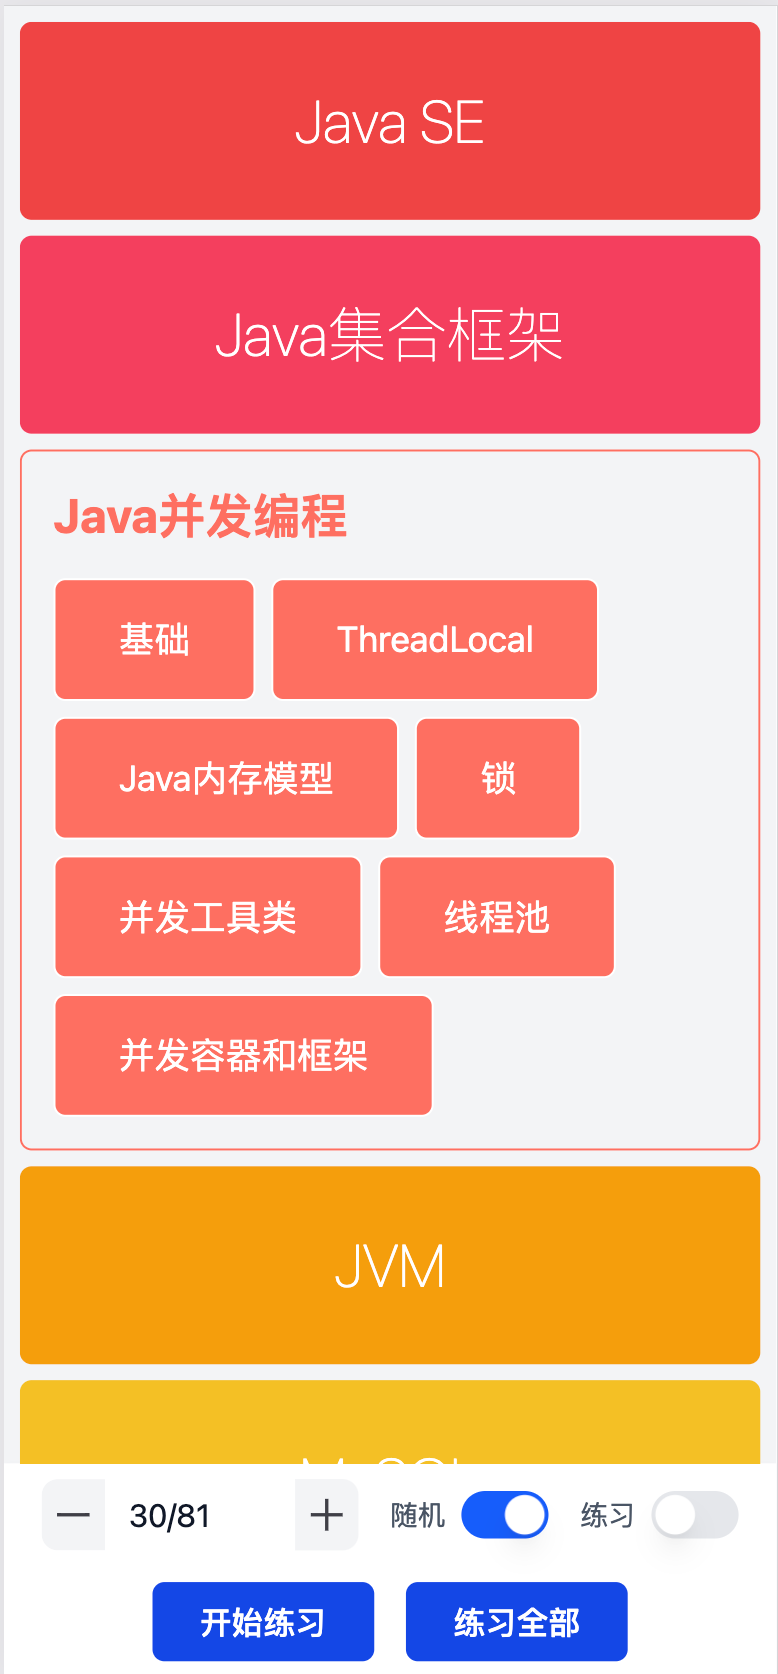 Java SE
Java集合框架
Java并发编程
基础 ThreadLocal
Java内存模型 锁
并发工具类 线程池
并发容器和框架
JVM
30/81 随机 练习
开始练习 练习全部